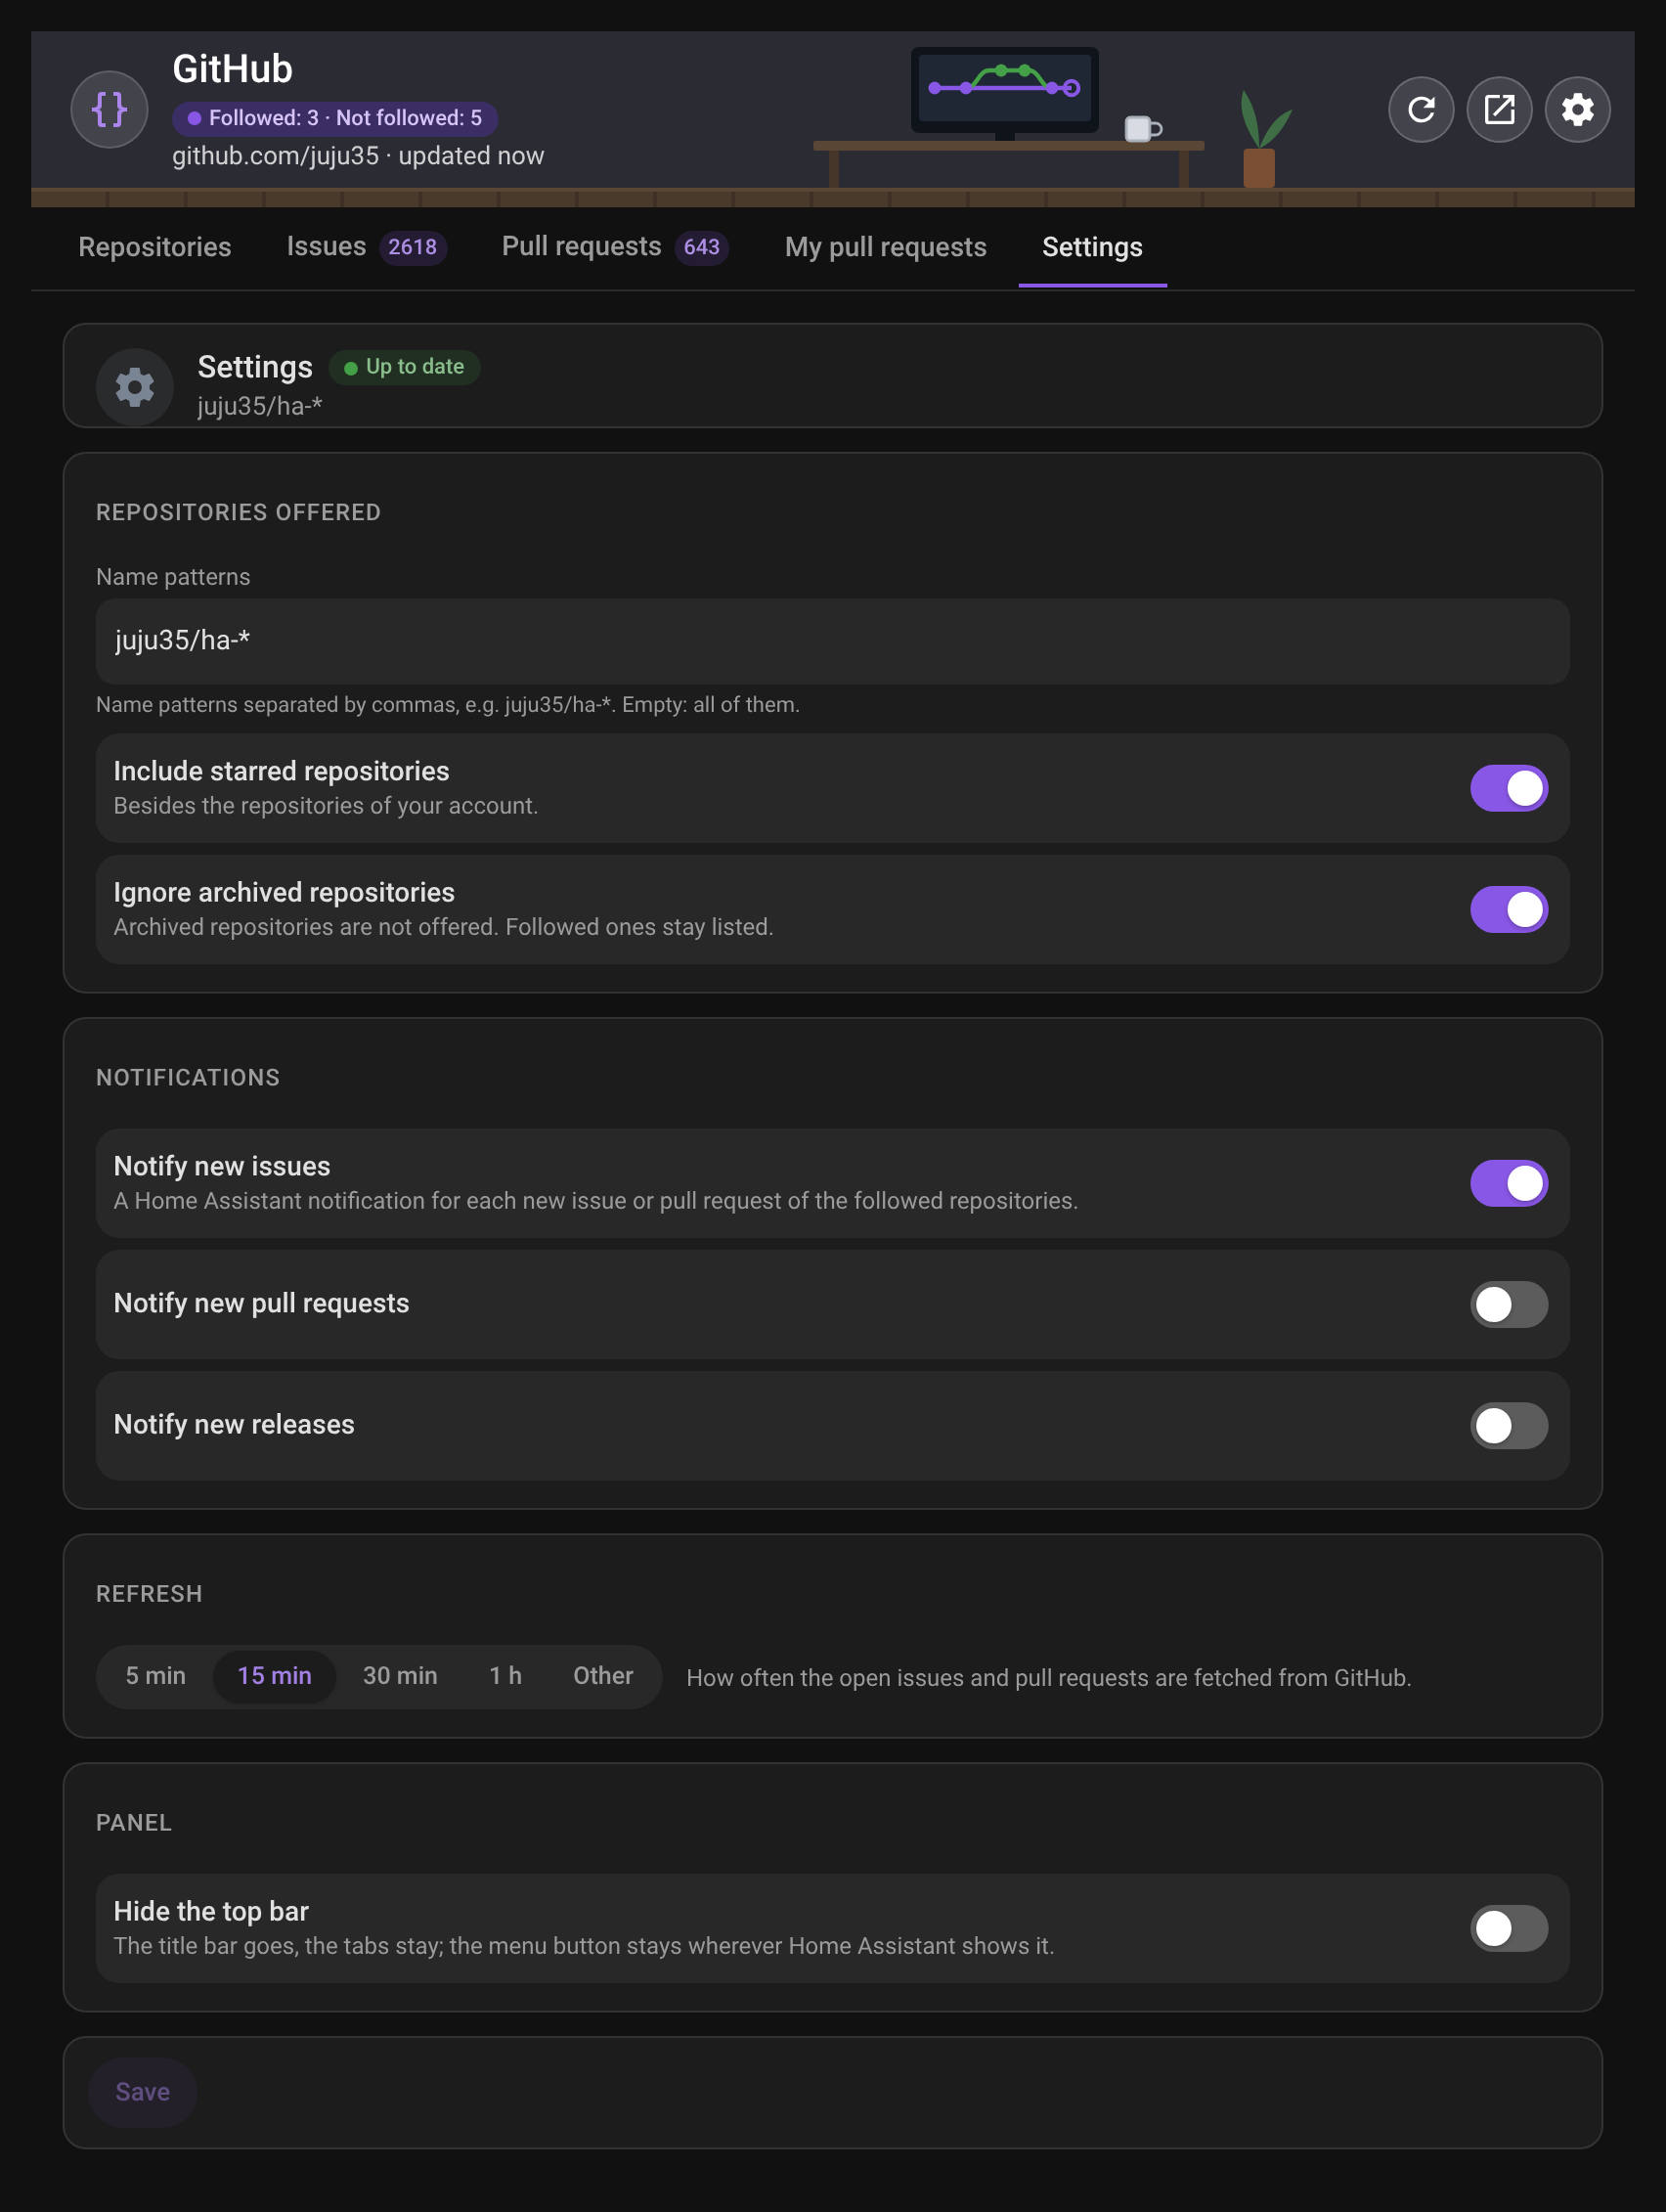 GitHub
Followed: 3 · Not followed: 5
github.com/juju35 · updated now
Repositories
Issues 2618
Pull requests 643
My pull requests
Settings
Settings
Up to date
juju35/ha-*
REPOSITORIES OFFERED
Name patterns
juju35/ha-*
Name patterns separated by commas, e.g. juju35/ha-*. Empty: all of them.
Include starred repositories
Besides the repositories of your account.
Ignore archived repositories
Archived repositories are not offered. Followed ones stay listed.
NOTIFICATIONS
Notify new issues
A Home Assistant notification for each new issue or pull request of the followed repositories.
Notify new pull requests
Notify new releases
REFRESH
5 min
15 min
30 min
1 h
Other
How often the open issues and pull requests are fetched from GitHub.
PANEL
Hide the top bar
The title bar goes, the tabs stay; the menu button stays wherever Home Assistant shows it.
Save